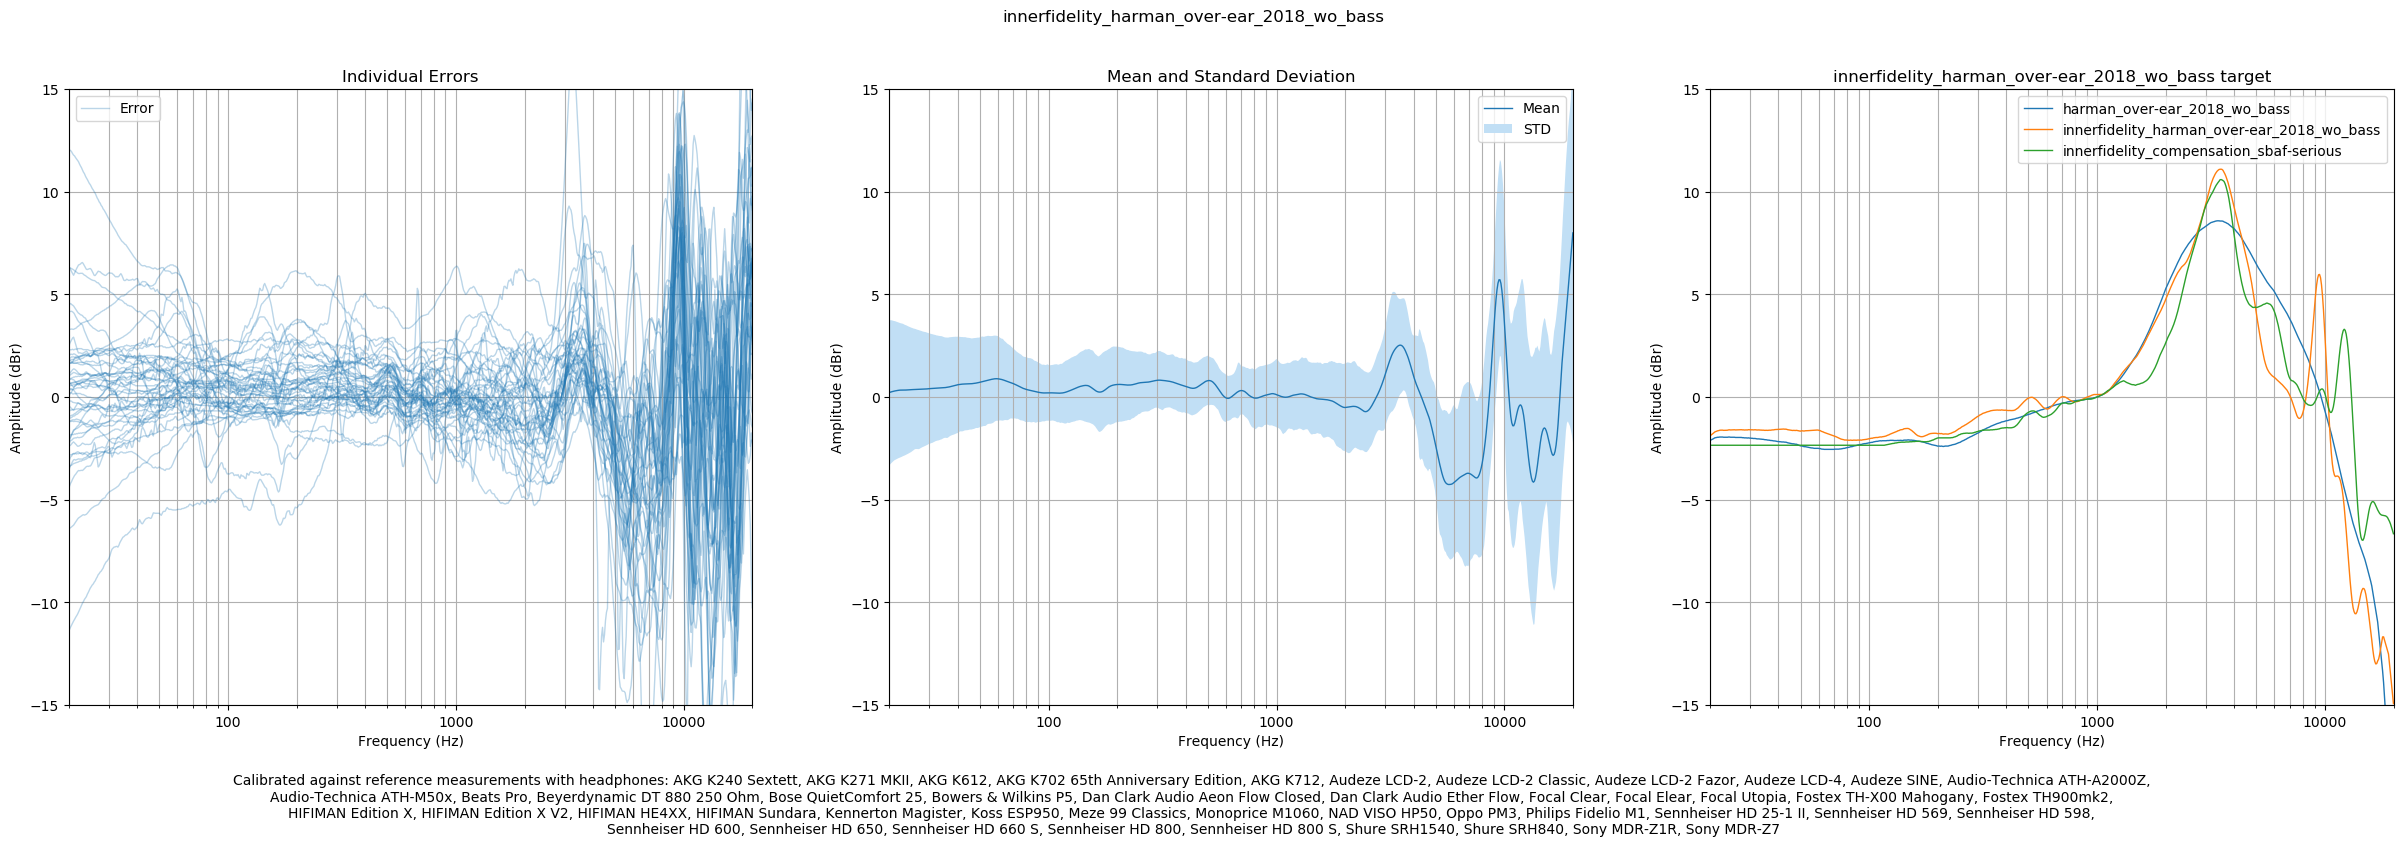 innerfidelity_harman_over-ear_2018_wo_bass
Individual Errors
Error
15
10
5
0
−5
−10
−15
Amplitude (dBr)
100
1000
10000
Frequency (Hz)
Mean and Standard Deviation
Mean
STD
15
10
5
0
−5
−10
−15
Amplitude (dBr)
100
1000
10000
Frequency (Hz)
innerfidelity_harman_over-ear_2018_wo_bass target
harman_over-ear_2018_wo_bass
innerfidelity_harman_over-ear_2018_wo_bass
innerfidelity_compensation_sbaf-serious
15
10
5
0
−5
−10
−15
Amplitude (dBr)
100
1000
10000
Frequency (Hz)
Calibrated against reference measurements with headphones: AKG K240 Sextett, AKG K271 MKII, AKG K612, AKG K702 65th Anniversary Edition, AKG K712, Audeze LCD-2, Audeze LCD-2 Classic, Audeze LCD-2 Fazor, Audeze LCD-4, Audeze SINE, Audio-Technica ATH-A2000Z,
Audio-Technica ATH-M50x, Beats Pro, Beyerdynamic DT 880 250 Ohm, Bose QuietComfort 25, Bowers & Wilkins P5, Dan Clark Audio Aeon Flow Closed, Dan Clark Audio Ether Flow, Focal Clear, Focal Elear, Focal Utopia, Fostex TH-X00 Mahogany, Fostex TH900mk2,
HIFIMAN Edition X, HIFIMAN Edition X V2, HIFIMAN HE4XX, HIFIMAN Sundara, Kennerton Magister, Koss ESP950, Meze 99 Classics, Monoprice M1060, NAD VISO HP50, Oppo PM3, Philips Fidelio M1, Sennheiser HD 25-1 II, Sennheiser HD 569, Sennheiser HD 598,
Sennheiser HD 600, Sennheiser HD 650, Sennheiser HD 660 S, Sennheiser HD 800, Sennheiser HD 800 S, Shure SRH1540, Shure SRH840, Sony MDR-Z1R, Sony MDR-Z7